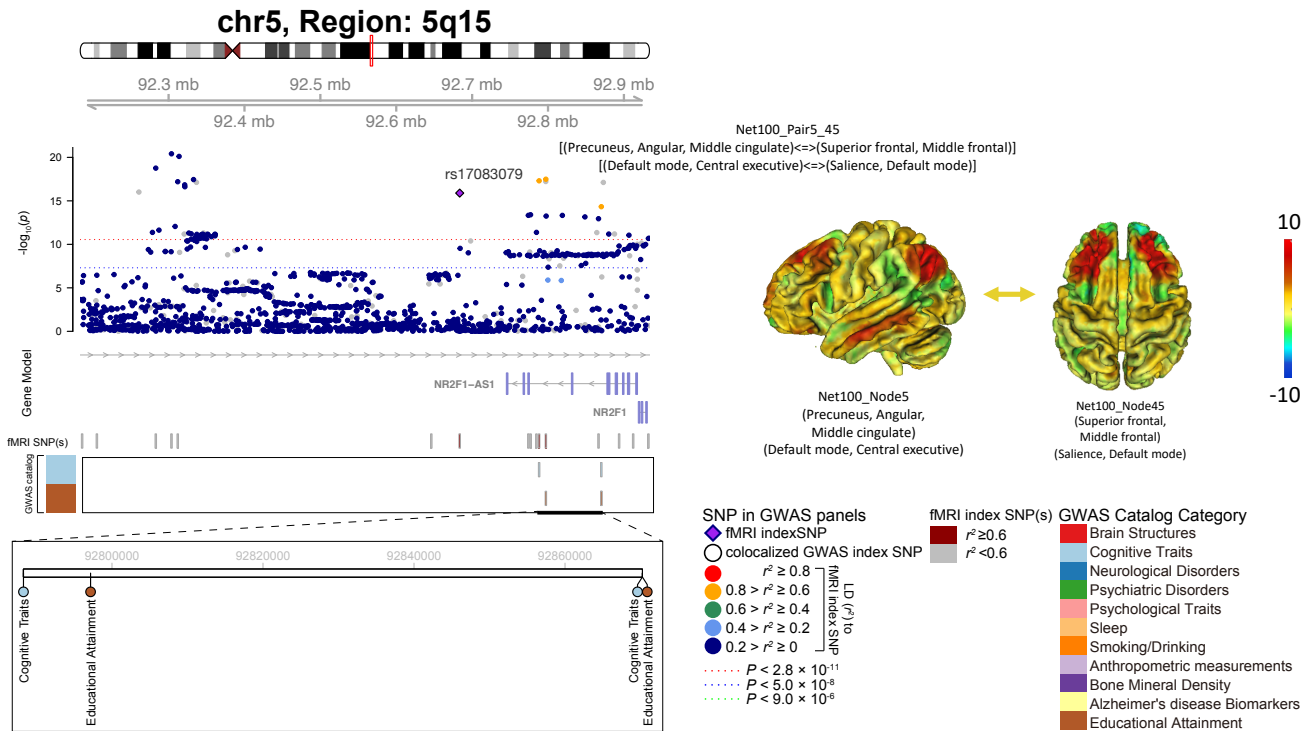 chr5, Region: 5q15
92.3 mb
92.5 mb
92.7 mb
92.9 mb
92.4 mb
92.6 mb
92.8 mb
Net100_Pair5_45
[(Precuneus, Angular, Middle cingulate)<=>(Superior frontal, Middle frontal)]
[(Default mode, Central executive)<=>(Salience, Default mode)]
20
15
10
5
0
-log10(p)
rs17083079
10
-10
Gene Model
NR2F1-AS1
NR2F1
Net100_Node5
(Precuneus, Angular,
Middle cingulate)
(Default mode, Central executive)
Net100_Node45
(Superior frontal,
Middle frontal)
(Salience, Default mode)
fMRI SNP(s)
GWAS catalog
92800000
92820000
92840000
92860000
Cognitive Traits
Educational Attainment
Cognitive Traits
Educational Attainment
SNP in GWAS panels
fMRI indexSNP
colocalized GWAS index SNP
r² ≥ 0.8
0.8 > r² ≥ 0.6
0.6 > r² ≥ 0.4
0.4 > r² ≥ 0.2
0.2 > r² ≥ 0
LD (r²) to
fMRI index SNP
P < 2.8 × 10⁻¹¹
P < 5.0 × 10⁻⁸
P < 9.0 × 10⁻⁶
fMRI index SNP(s)
r² ≥0.6
r² <0.6
GWAS Catalog Category
Brain Structures
Cognitive Traits
Neurological Disorders
Psychiatric Disorders
Psychological Traits
Sleep
Smoking/Drinking
Anthropometric measurements
Bone Mineral Density
Alzheimer's disease Biomarkers
Educational Attainment